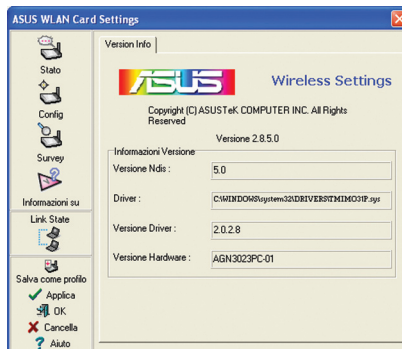 ASUS WLAN Card Settings
Stato
Config
Survey
Informazioni su
Link State
Salva come profilo
Applica
OK
Cancella
Aiuto
Version Info
ASUS
Wireless Settings
Copyright (C) ASUSTeK COMPUTER INC. All Rights
Reserved
Versione 2.8.5.0
Informazioni Versione
Versione Ndis : 5.0
Driver : C:\WINDOWS\system32\DRIVERS\TMIMO31P.sys
Versione Driver : 2.0.2.8
Versione Hardware : AGN3023PC-01